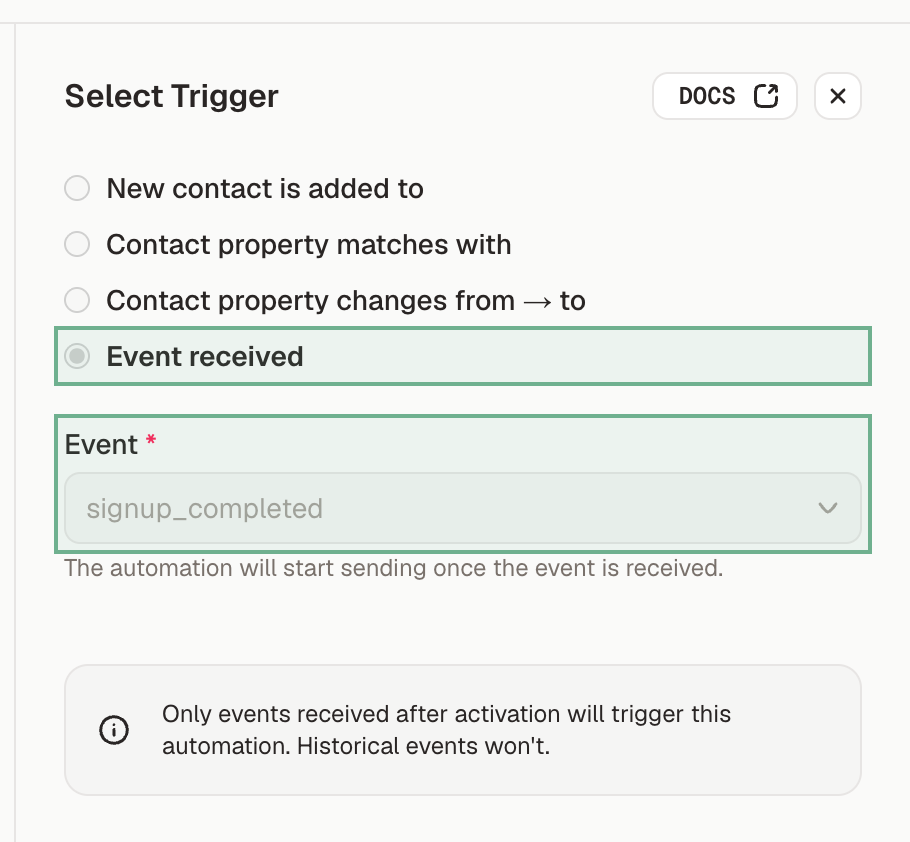 Select Trigger
DOCS
New contact is added to
Contact property matches with
Contact property changes from → to
Event received
Event *
signup_completed
The automation will start sending once the event is received.
Only events received after activation will trigger this
automation. Historical events won't.